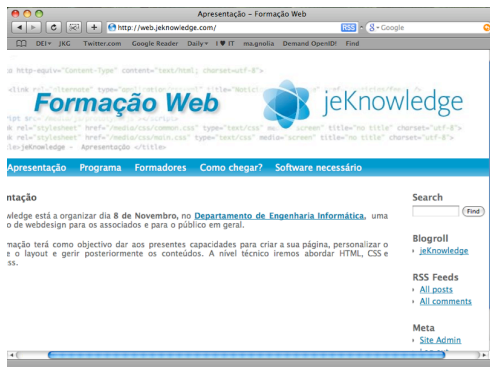 Apresentação – Formação Web
http://web.jeknowledge.com/
RSS
Google
DEI JKG Twitter.com Google Reader Daily I♥IT ma.gnolia Demand OpenID! Find
http-equiv="Content-Type" content="text/html; charset=utf-8">
Formação Web
jeKnowledge
rel="stylesheet" href="/media/css/common.css" type="text/css" "screen" title="no title" charset="utf-8">
rel="stylesheet" href="/media/css/main.css" type="text/css" media="screen" title="no title" charset="utf-8">
jeKnowledge - Apresentação </title>
Apresentação Programa Formadores Como chegar? Software necessário
ntação
wledge está a organizar dia 8 de Novembro, no Departamento de Engenharia Informática, uma
o de webdesign para os associados e para o público em geral.
mação terá como objectivo dar aos presentes capacidades para criar a sua página, personalizar o
e o layout e gerir posteriormente os conteúdos. A nível técnico iremos abordar HTML, CSS e
ss.
Search
Find
Blogroll
jeKnowledge
RSS Feeds
All posts
All comments
Meta
Site Admin